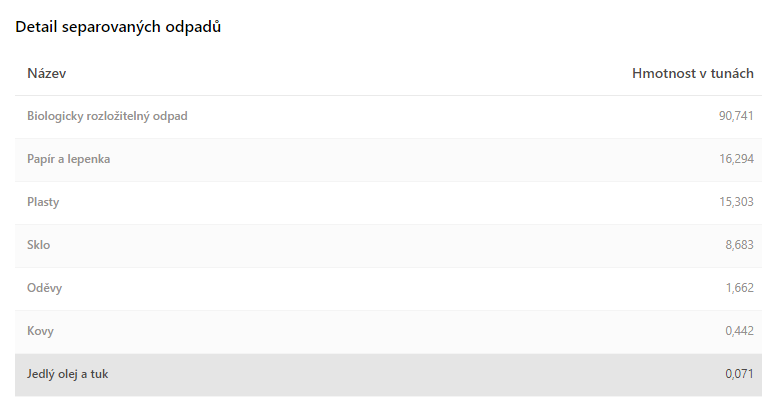 Detail separovaných odpadů
Název Hmotnost v tunách
Biologicky rozložitelný odpad 90,741
Papír a lepenka 16,294
Plasty 15,303
Sklo 8,683
Oděvy 1,662
Kovy 0,442
Jedlý olej a tuk 0,071